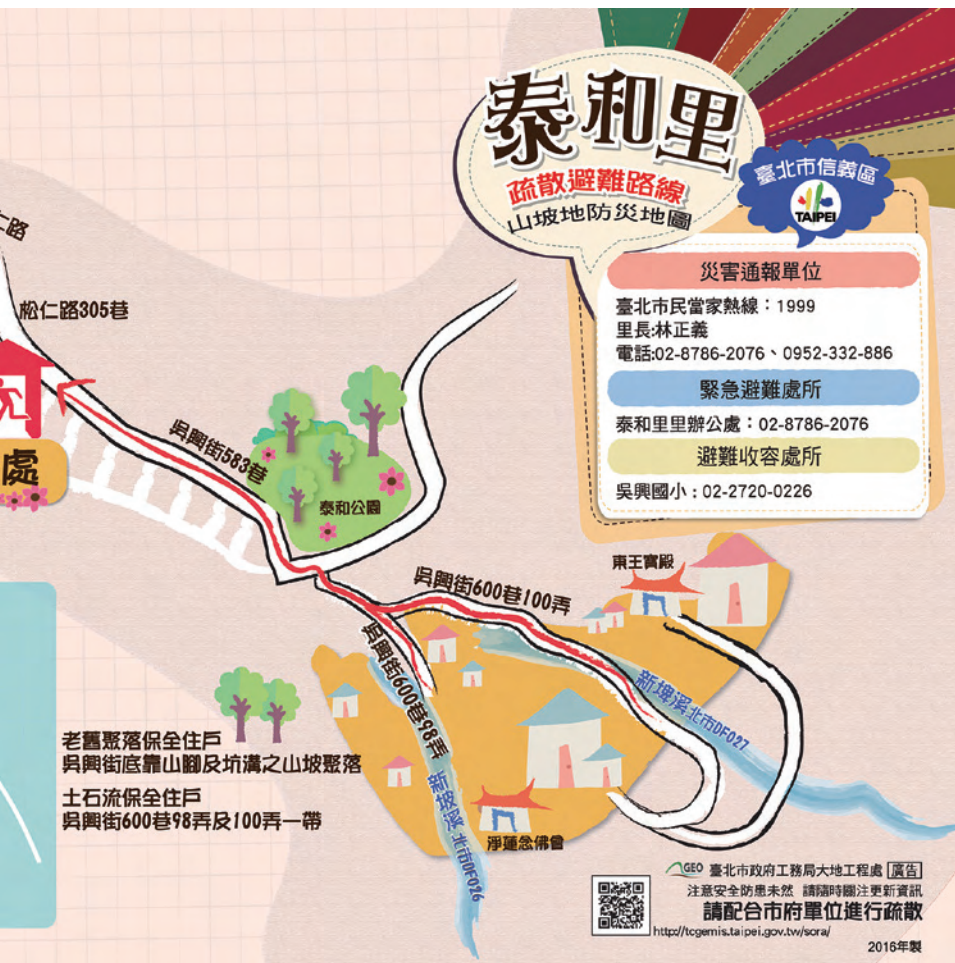 泰和里
疏散避難路線
山坡地防災地圖
臺北市信義區
TAIPEI
災害通報單位
臺北市民當家熱線：1999
里長:林正義
電話:02-8786-2076、0952-332-886
緊急避難處所
泰和里里辦公處：02-8786-2076
避難收容處所
吳興國小：02-2720-0226
仁路
松仁路305巷
處
吳興街583巷
泰和公園
吳興街600巷100弄
東王寶殿
吳興街600巷98弄
新埤溪 北市DF027
新坡溪 北市DF026
淨蓮念佛會
老舊聚落保全住戶
吳興街底靠山腳及坑溝之山坡聚落
土石流保全住戶
吳興街600巷98弄及100弄一帶
GEO 臺北市政府工務局大地工程處 廣告
注意安全防患未然 請隨時關注更新資訊
請配合市府單位進行疏散
http://tcgemis.taipei.gov.tw/sora/
2016年製